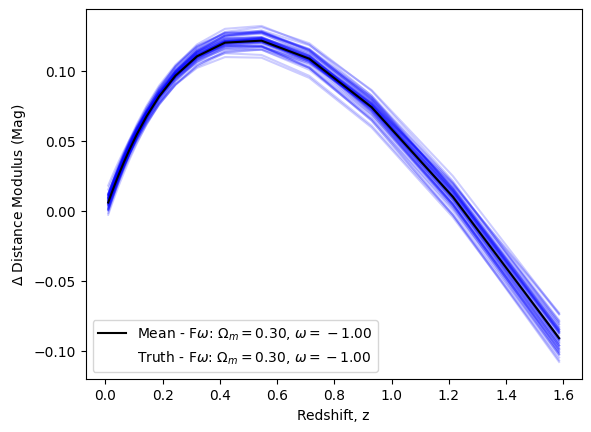 Δ Distance Modulus (Mag)
0.10
0.05
0.00
−0.05
−0.10
Mean - Fω: Ωm = 0.30, ω = −1.00
Truth - Fω: Ωm = 0.30, ω = −1.00
0.0 0.2 0.4 0.6 0.8 1.0 1.2 1.4 1.6
Redshift, z